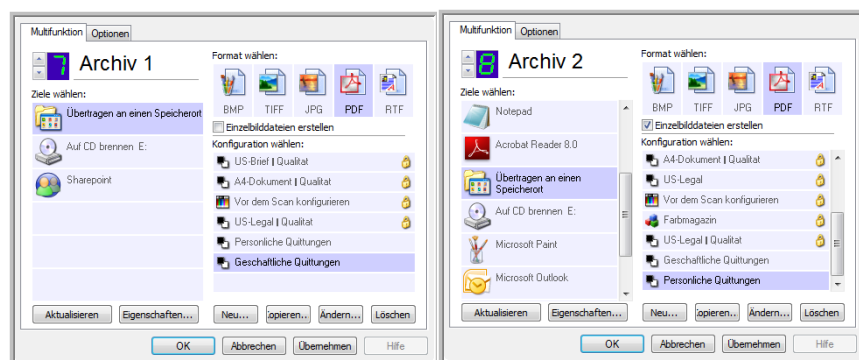 Multifunktion Optionen
7 Archiv 1
Format wählen:
BMP TIFF JPG PDF RTF
Ziele wählen:
Übertragen an einen Speicherort
Auf CD brennen E:
Sharepoint
Einzelbilddateien erstellen
Konfiguration wählen:
US-Brief | Qualitat
A4-Dokument | Qualitat
Vor dem Scan konfigurieren
US-Legal | Qualitat
Personliche Quittungen
Geschaftliche Quittungen
Aktualisieren Eigenschaften... Neu... Kopieren.. Ändern... Löschen
OK Abbrechen Übernehmen Hilfe
Multifunktion Optionen
8 Archiv 2
Format wählen:
BMP TIFF JPG PDF RTF
Ziele wählen:
Notepad
Acrobat Reader 8.0
Übertragen an einen
Speicherort
Auf CD brennen E:
Microsoft Paint
Microsoft Outlook
Einzelbilddateien erstellen
Konfiguration wählen:
A4-Dokument | Qualitat
US-Legal
Vor dem Scan konfigurieren
Farbmagazin
US-Legal | Qualitat
Geschaftliche Quittungen
Personliche Quittungen
Aktualisieren Eigenschaften... Neu... Kopieren.. Ändern... Löschen
OK Abbrechen Übernehmen Hilfe